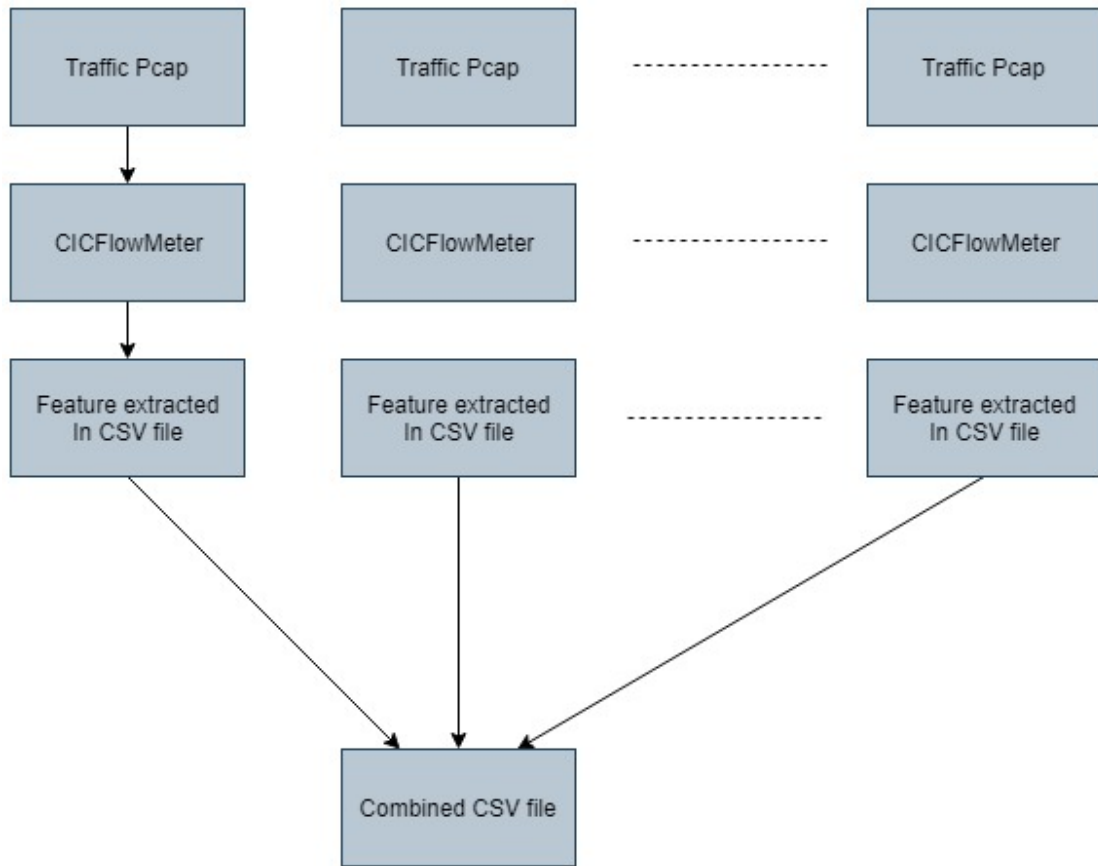 Traffic Pcap
Traffic Pcap
Traffic Pcap
CICFlowMeter
CICFlowMeter
CICFlowMeter
Feature extracted
In CSV file
Feature extracted
In CSV file
Feature extracted
In CSV file
Combined CSV file